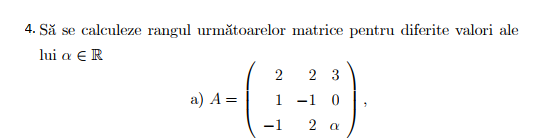 4. Să se calculeze rangul următoarelor matrice pentru diferite valori ale
lui α ∈ ℝ
a) A = ( 2 2 3
1 −1 0
−1 2 α ) ,